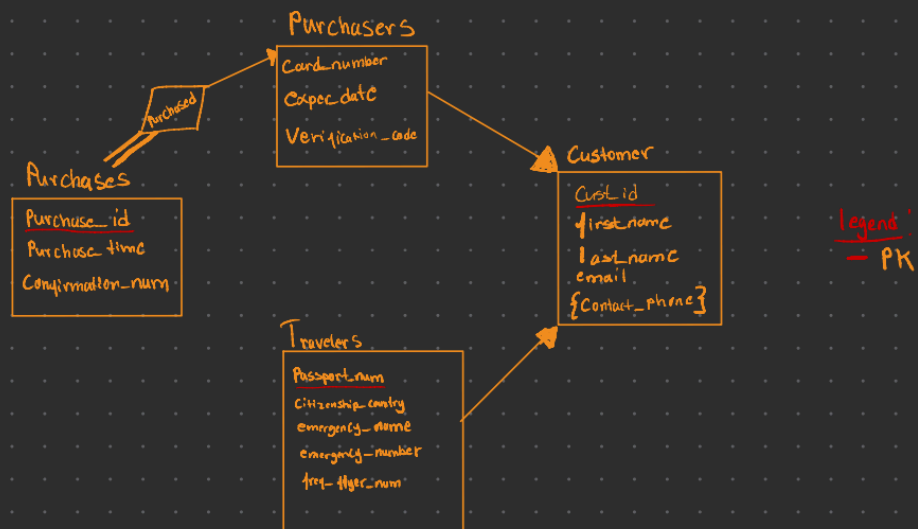 Purchasers
Card_number
expec_date
Verification_code
Purchased
Purchases
Purchase_id
Purchase_time
Confirmation_num
Customer
Cust_id
first_name
last_name
email
{Contact_phone}
legend:
— PK
Travelers
Passport_num
Citizenship_country
emergency_name
emergency_number
freq_flyer_num